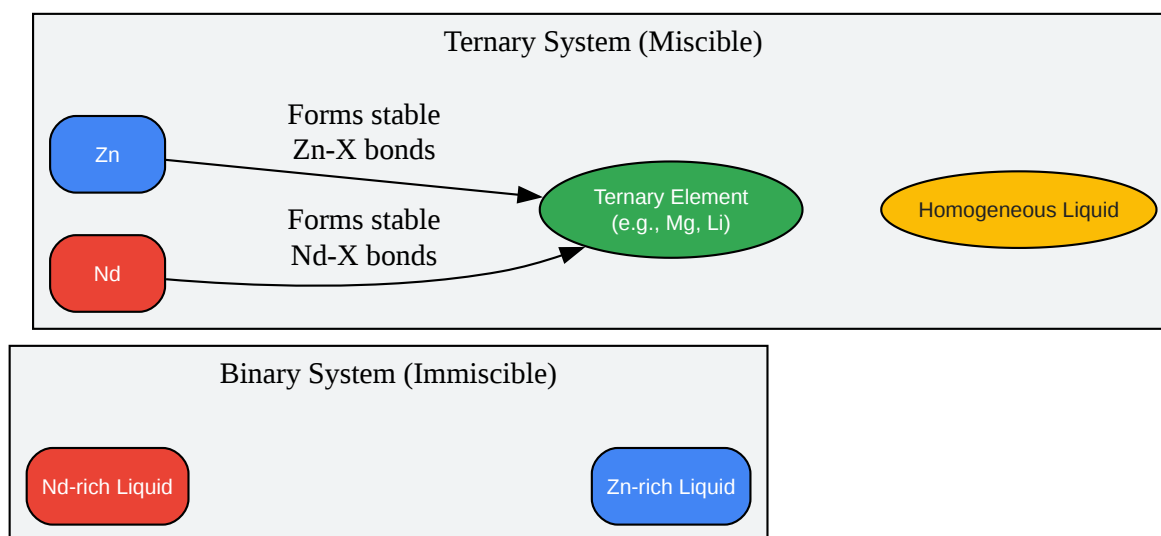 Ternary System (Miscible)
Forms stable
Zn-X bonds
Zn
Ternary Element
(e.g., Mg, Li)
Homogeneous Liquid
Forms stable
Nd-X bonds
Nd
Binary System (Immiscible)
Nd-rich Liquid
Zn-rich Liquid